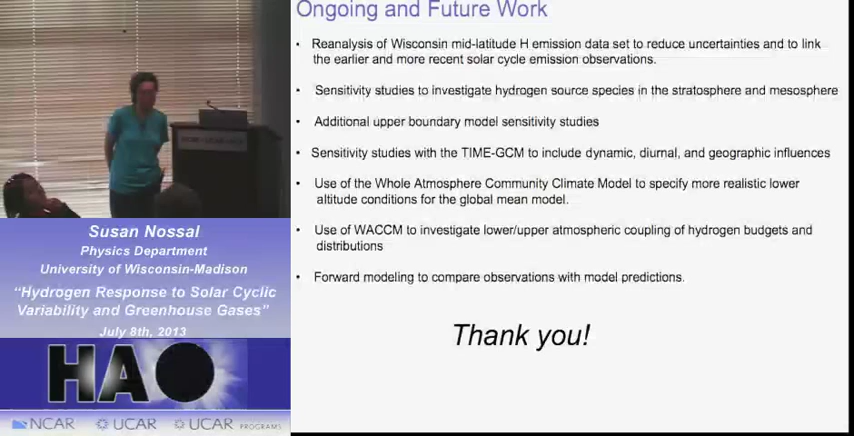 Ongoing and Future Work
• Reanalysis of Wisconsin mid-latitude H emission data set to reduce uncertainties and to link
the earlier and more recent solar cycle emission observations.
• Sensitivity studies to investigate hydrogen source species in the stratosphere and mesosphere
• Additional upper boundary model sensitivity studies
• Sensitivity studies with the TIME-GCM to include dynamic, diurnal, and geographic influences
• Use of the Whole Atmosphere Community Climate Model to specify more realistic lower
altitude conditions for the global mean model.
• Use of WACCM to investigate lower/upper atmospheric coupling of hydrogen budgets and
distributions
• Forward modeling to compare observations with model predictions.
Thank you!
Susan Nossal
Physics Department
University of Wisconsin-Madison
“Hydrogen Response to Solar Cyclic
Variability and Greenhouse Gases”
July 8th, 2013
HAO
NCAR UCAR UCAR PROGRAMS